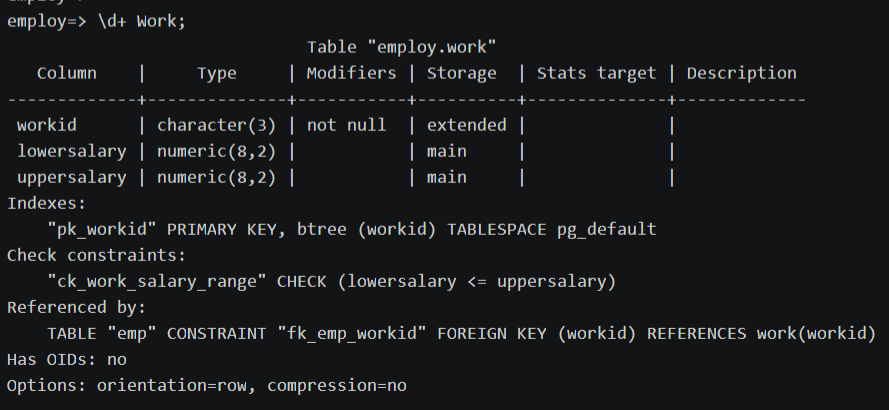 employ=> \d+ Work;
                              Table "employ.work"
   Column    |     Type     | Modifiers | Storage  | Stats target | Description
-------------+--------------+-----------+----------+--------------+-------------
 workid      | character(3) | not null  | extended |              |
 lowersalary | numeric(8,2) |           | main     |              |
 uppersalary | numeric(8,2) |           | main     |              |
Indexes:
    "pk_workid" PRIMARY KEY, btree (workid) TABLESPACE pg_default
Check constraints:
    "ck_work_salary_range" CHECK (lowersalary <= uppersalary)
Referenced by:
    TABLE "emp" CONSTRAINT "fk_emp_workid" FOREIGN KEY (workid) REFERENCES work(workid)
Has OIDs: no
Options: orientation=row, compression=no